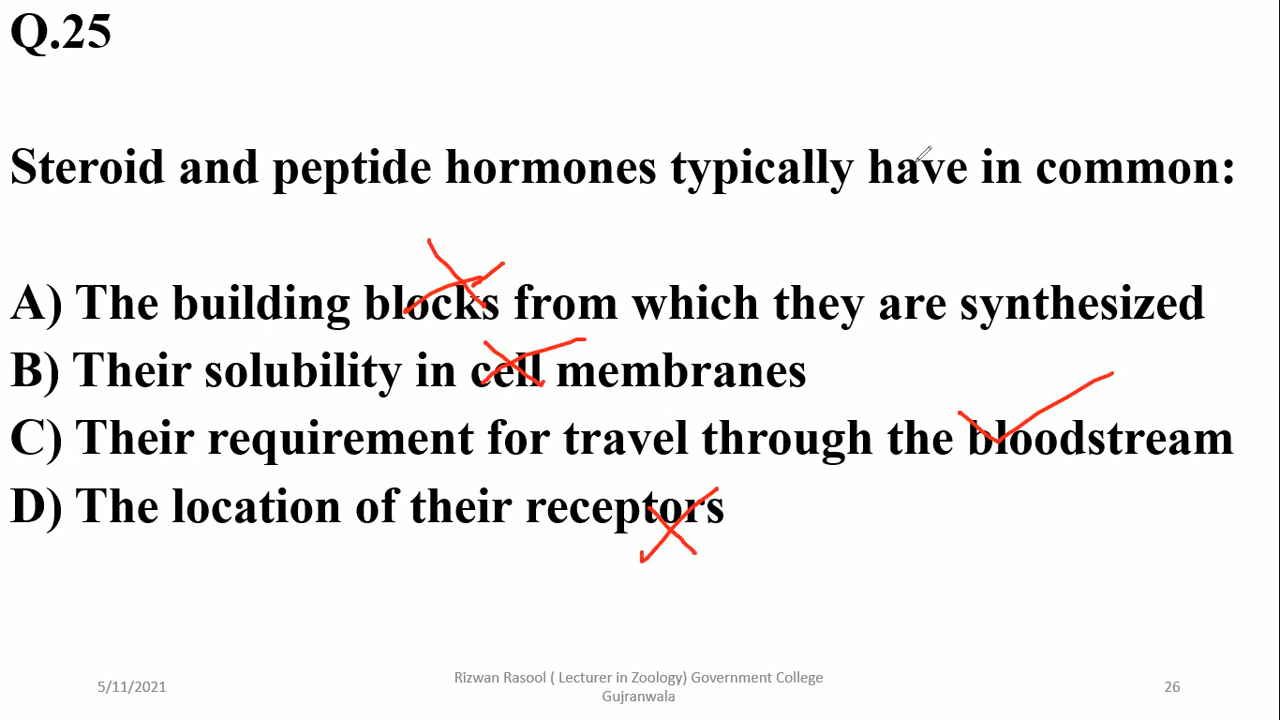 Q.25
Steroid and peptide hormones typically have in common:
A) The building blocks from which they are synthesized
B) Their solubility in cell membranes
C) Their requirement for travel through the bloodstream
D) The location of their receptors
5/11/2021
Rizwan Rasool ( Lecturer in Zoology) Government College
Gujranwala
26